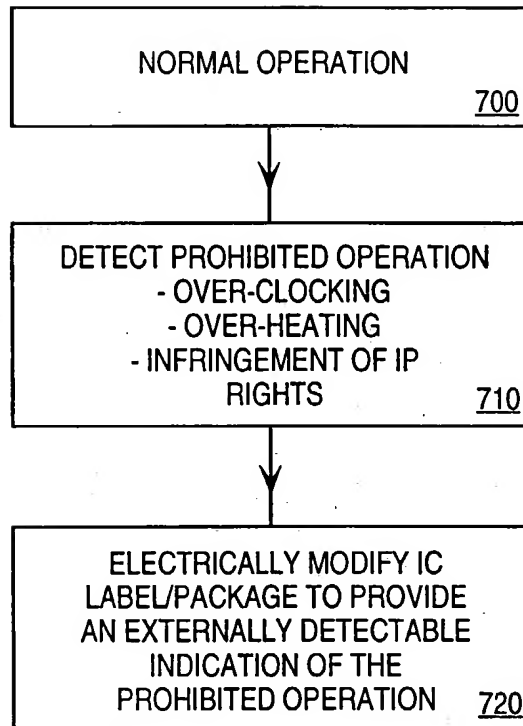 NORMAL OPERATION
700
DETECT PROHIBITED OPERATION
- OVER-CLOCKING
- OVER-HEATING
- INFRINGEMENT OF IP
RIGHTS
710
ELECTRICALLY MODIFY IC
LABEL/PACKAGE TO PROVIDE
AN EXTERNALLY DETECTABLE
INDICATION OF THE
PROHIBITED OPERATION
720